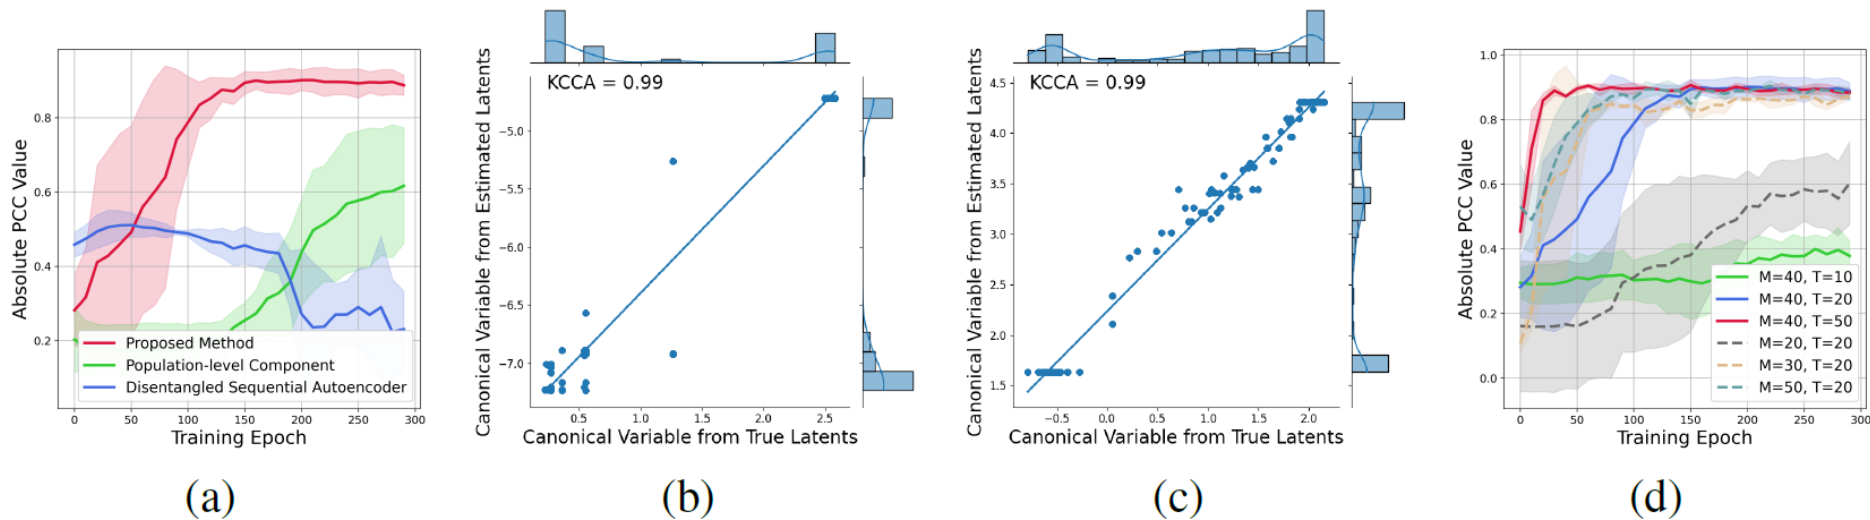 Absolute PCC Value
0.8
0.6
0.4
0.2
0 50 100 150 200 250 300
Training Epoch
Proposed Method
Population-level Component
Disentangled Sequential Autoencoder
(a)
KCCA = 0.99
Canonical Variable from Estimated Latents
−5.0
−5.5
−6.0
−6.5
−7.0
0.5 1.0 1.5 2.0 2.5
Canonical Variable from True Latents
(b)
KCCA = 0.99
Canonical Variable from Estimated Latents
4.5
4.0
3.5
3.0
2.5
2.0
1.5
−0.5 0.0 0.5 1.0 1.5 2.0
Canonical Variable from True Latents
(c)
Absolute PCC Value
1.0
0.8
0.6
0.4
0.2
0.0
0 50 100 150 200 250 300
Training Epoch
M=40, T=10
M=40, T=20
M=40, T=50
M=20, T=20
M=30, T=20
M=50, T=20
(d)